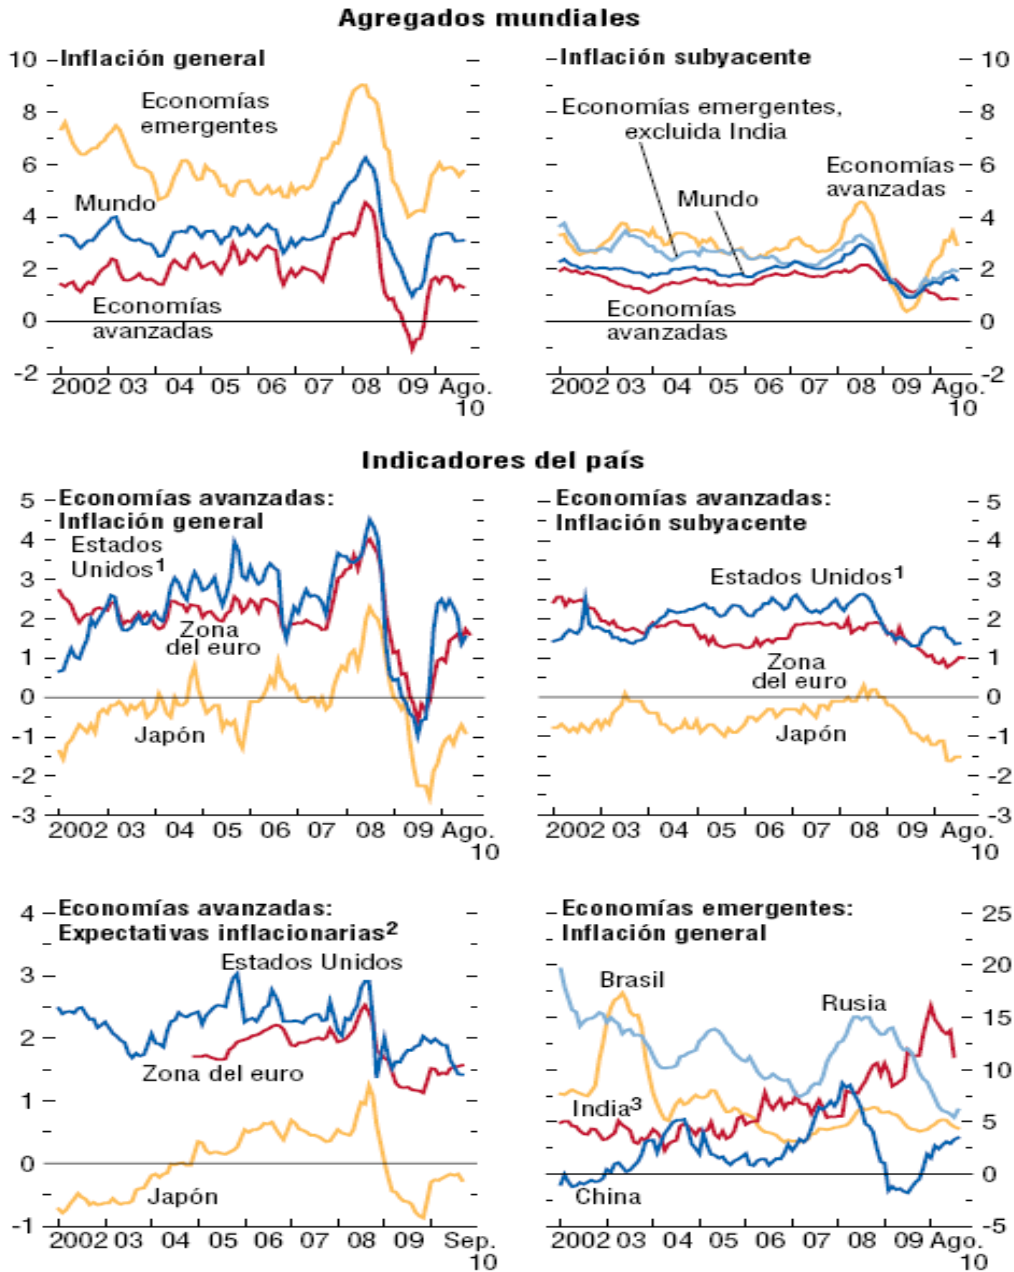 Agregados mundiales
Inflación general
10
8
6
4
2
0
-2
Economías
emergentes
Mundo
Economías
avanzadas
2002 03 04 05 06 07 08 09 Ago.
10
Inflación subyacente
10
8
6
4
2
0
-2
Economías emergentes,
excluida India
Mundo
Economías
avanzadas
Economías
avanzadas
2002 03 04 05 06 07 08 09 Ago.
10
Indicadores del país
Economías avanzadas:
Inflación general
5
4
3
2
1
0
-1
-2
-3
Estados
Unidos¹
Zona
del euro
Japón
2002 03 04 05 06 07 08 09 Ago.
10
Economías avanzadas:
Inflación subyacente
5
4
3
2
1
0
-1
-2
-3
Estados Unidos¹
Zona
del euro
Japón
2002 03 04 05 06 07 08 09 Ago.
10
Economías avanzadas:
Expectativas inflacionarias²
4
3
2
1
0
-1
Estados Unidos
Zona del euro
Japón
2002 03 04 05 06 07 08 09 Sep.
10
Economías emergentes:
Inflación general
25
20
15
10
5
0
-5
Brasil
Rusia
India³
China
2002 03 04 05 06 07 08 09 Ago.
10